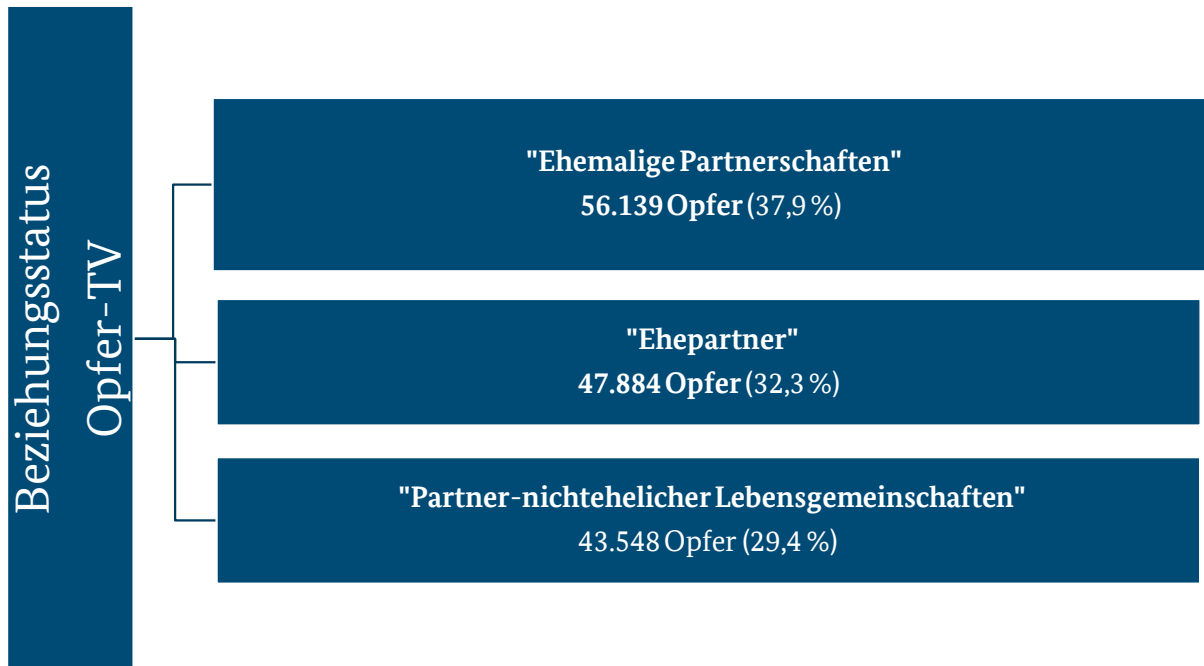 Beziehungsstatus
Opfer-TV
"Ehemalige Partnerschaften"
56.139 Opfer (37,9 %)
"Ehepartner"
47.884 Opfer (32,3 %)
"Partner-nichtehelicher Lebensgemeinschaften"
43.548 Opfer (29,4 %)